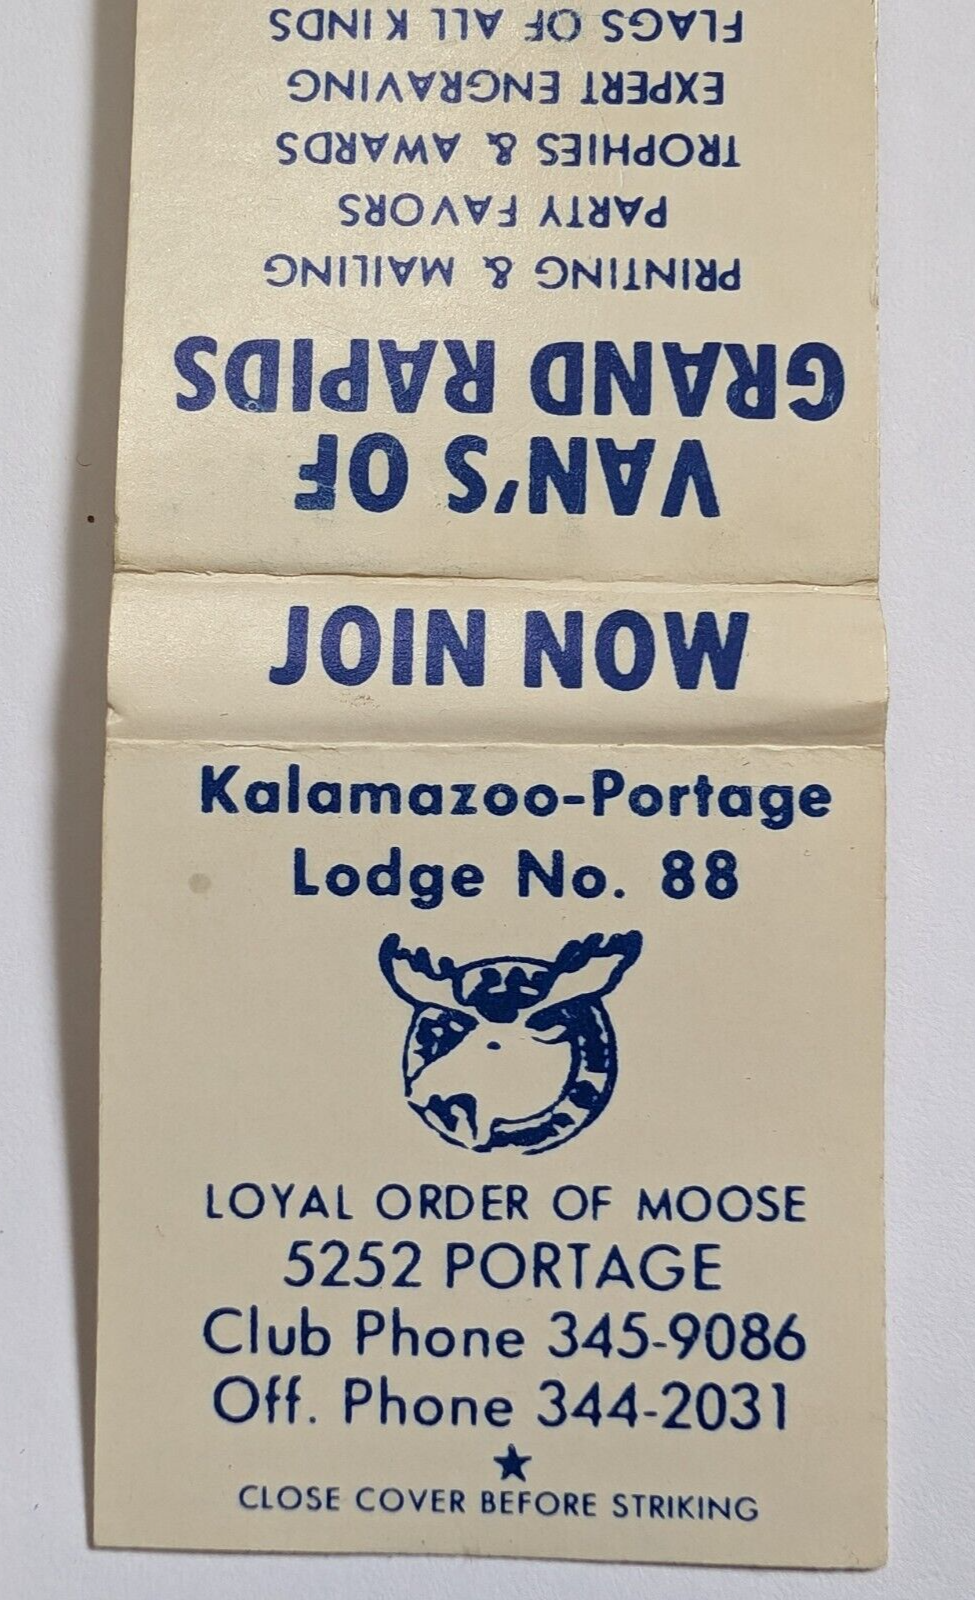 VAN'S OF
GRAND RAPIDS
PRINTING & MAILING
PARTY FAVORS
TROPHIES & AWARDS
EXPERT ENGRAVING
FLAGS OF ALL KINDS
JOIN NOW
Kalamazoo-Portage
Lodge No. 88
LOYAL ORDER OF MOOSE
5252 PORTAGE
Club Phone 345-9086
Off. Phone 344-2031
CLOSE COVER BEFORE STRIKING